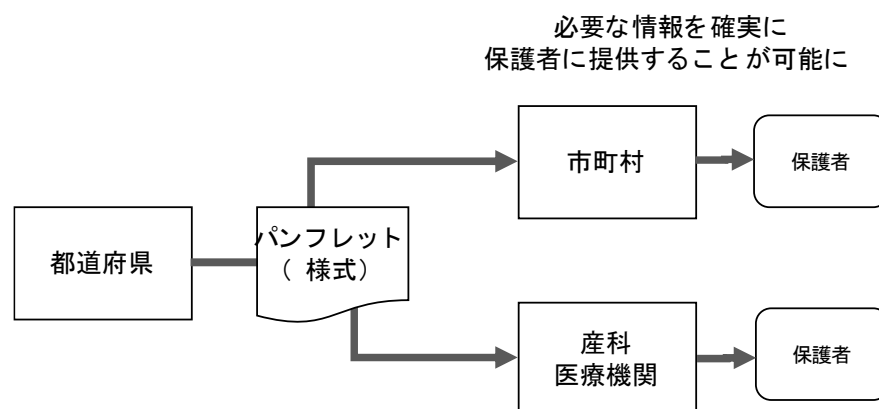 必要な情報を確実に
保護者に提供することが可能に
市町村
保護者
都道府県
パンフレット
（ 様式）
産科
医療機関
保護者